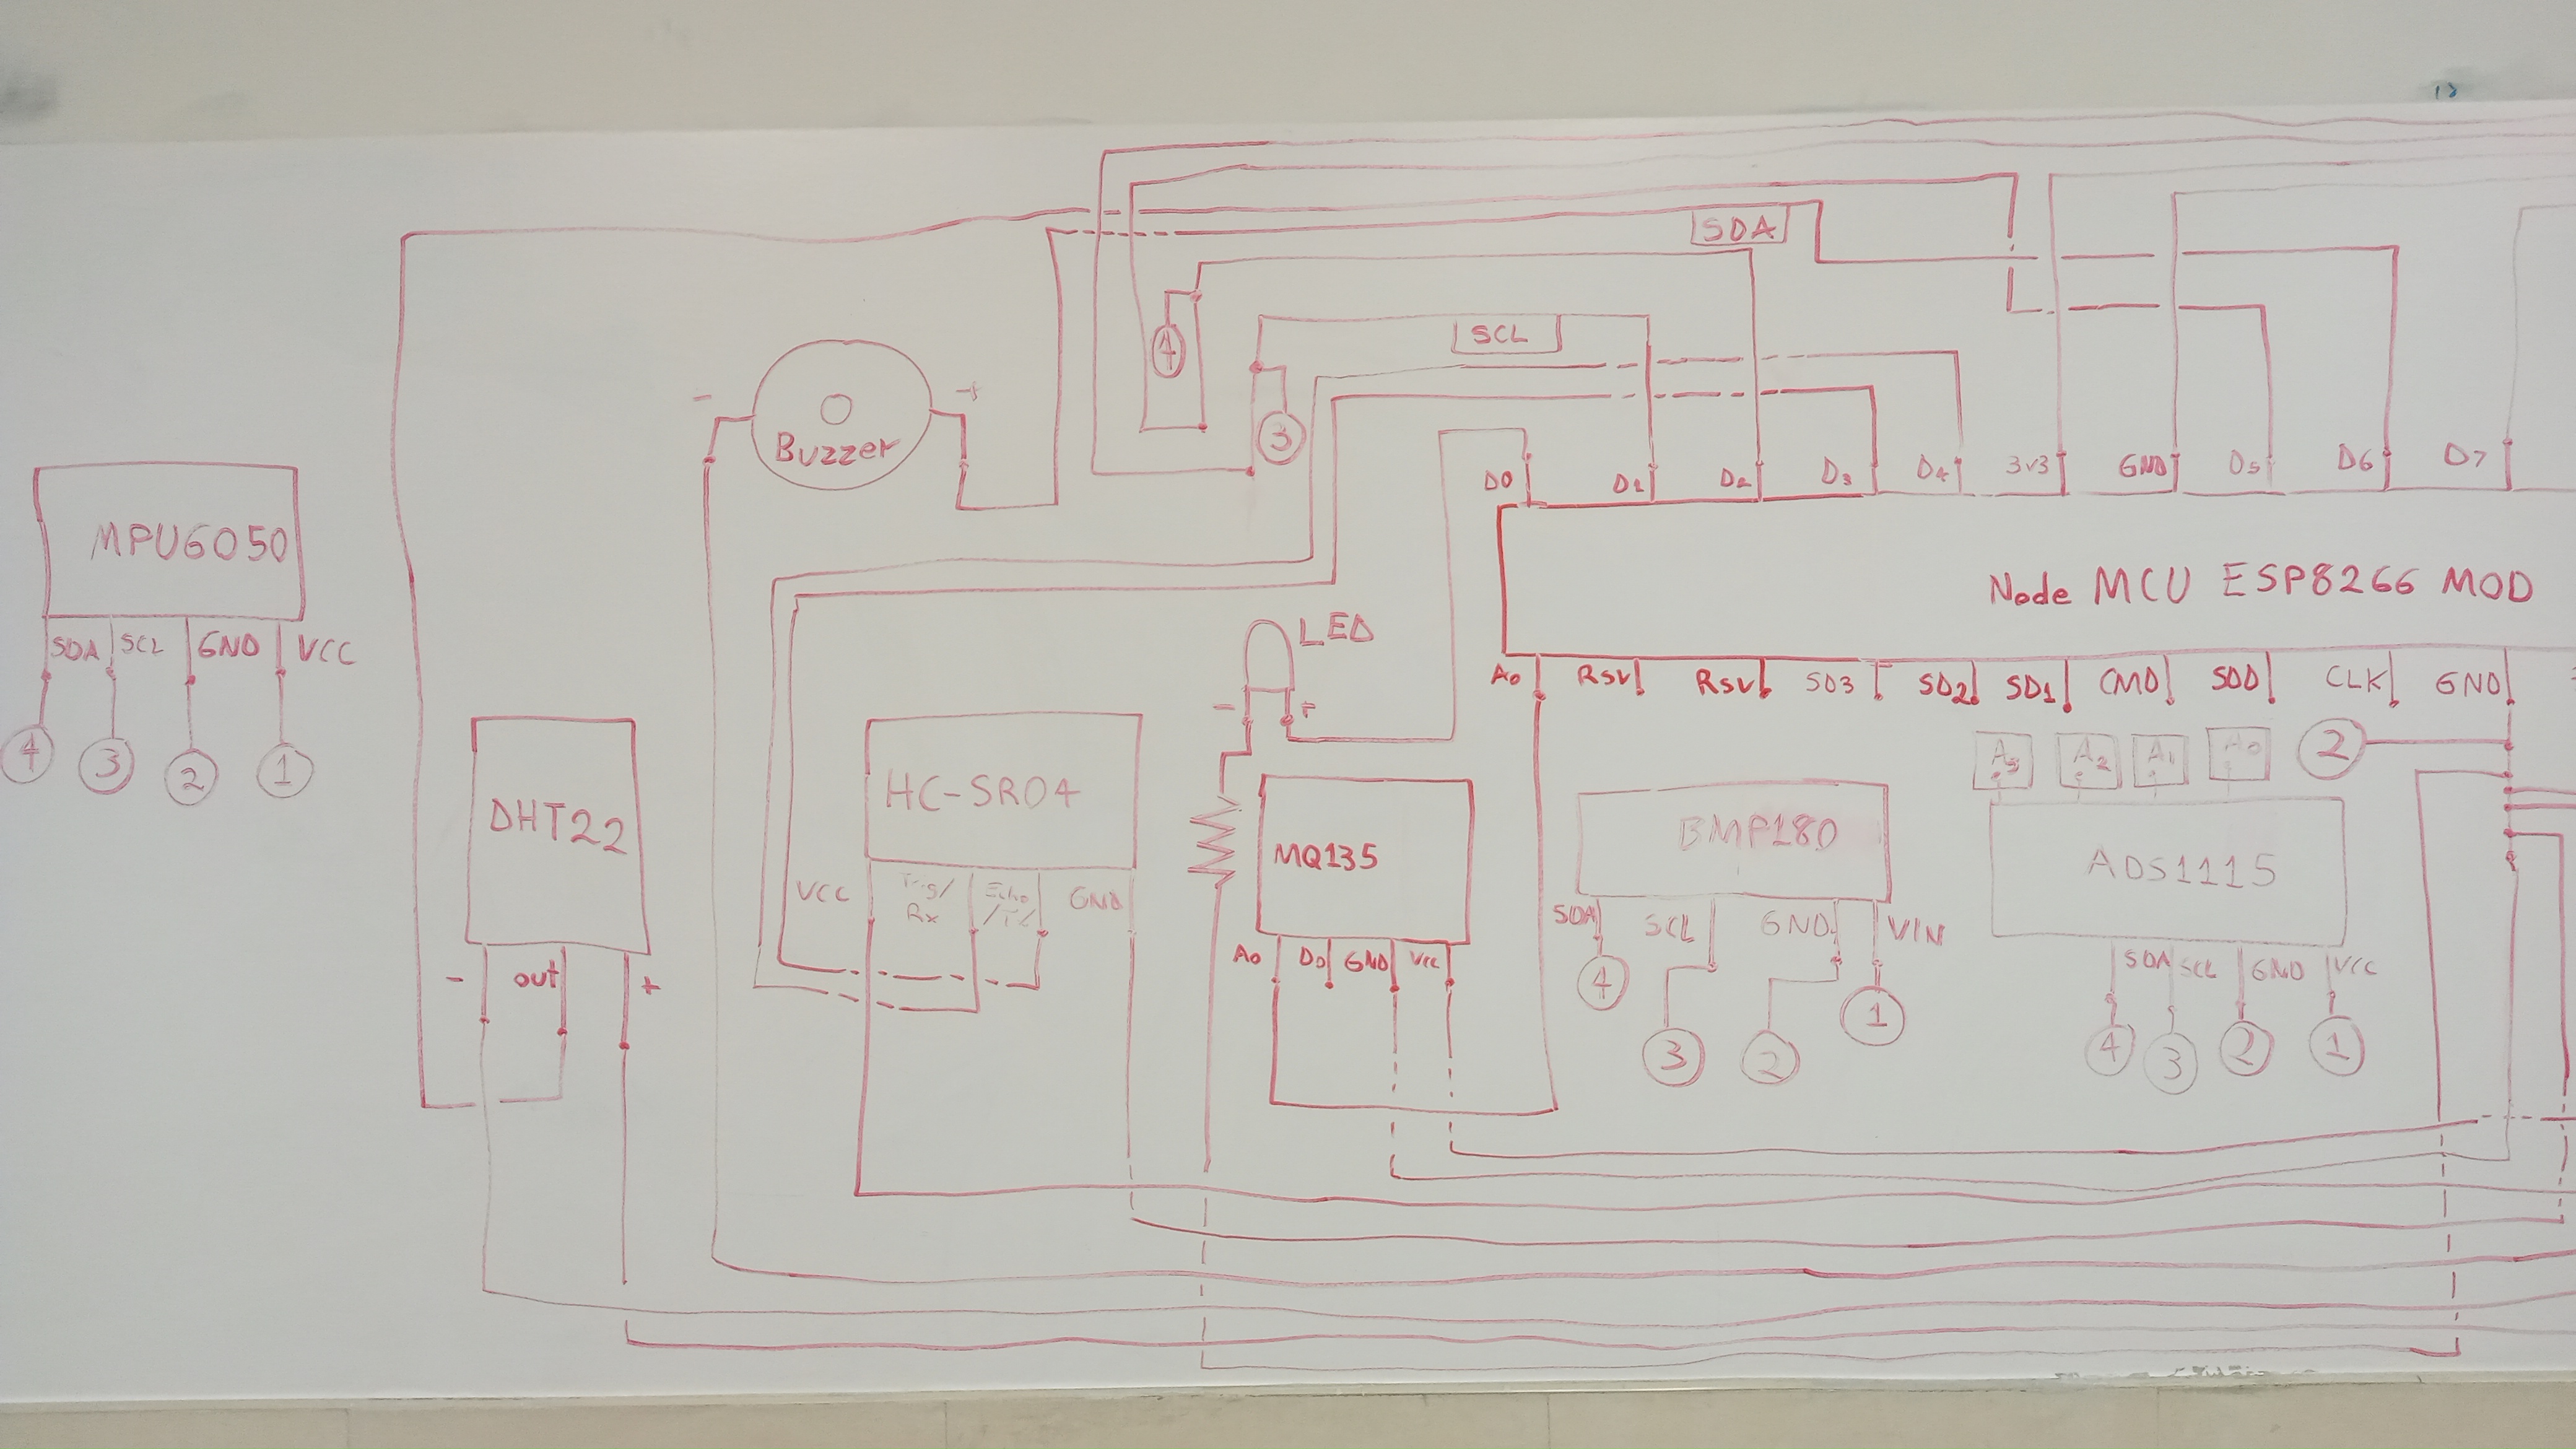 SDA
4
SCL
- +
Buzzer
3
D0 D1 D2 D3 D4 3v3 GND D5 D6 D7
MPU6050
SDA SCL GND VCC
4 3 2 1
Node MCU ESP8266 MOD
LED
- +
A0 RSV RSV SD3 SD2 SD1 CMD SDD CLK GND
A3 A2 A1 A0 2
DHT22
- out +
HC-SR04
VCC Trig/ Echo GND
Rx /Tx
MQ135
A0 D0 GND VCC
BMP180
SDA SCL GND VIN
4 3 2 1
ADS1115
SDA SCL GND VCC
4 3 2 1